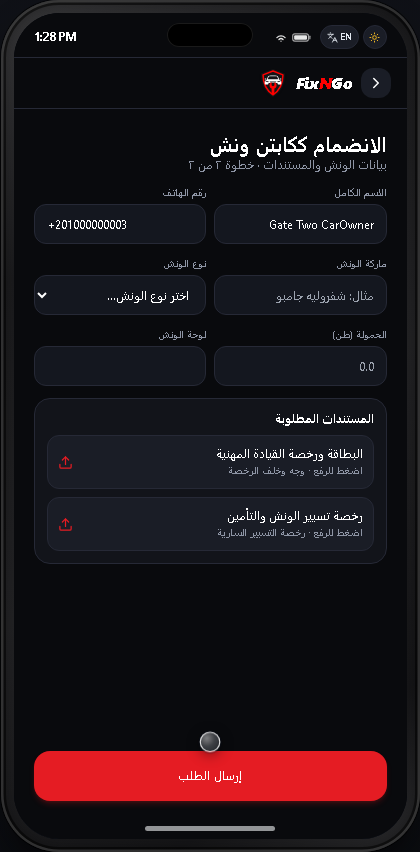 1:28 PM
EN
FixNGo
الانضمام ككابتن ونش
بيانات الونش والمستندات · خطوة ٢ من ٢
الاسم الكامل
رقم الهاتف
Gate Two CarOwner
+201000000003
ماركة الونش
نوع الونش
مثال: شفروليه جامبو
اختر نوع الونش...
الحمولة (طن)
لوحة الونش
0.0
المستندات المطلوبة
البطاقة ورخصة القيادة المهنية
اضغط للرفع · وجه وخلف الرخصة
رخصة تسيير الونش والتأمين
اضغط للرفع · رخصة التسيير السارية
إرسال الطلب